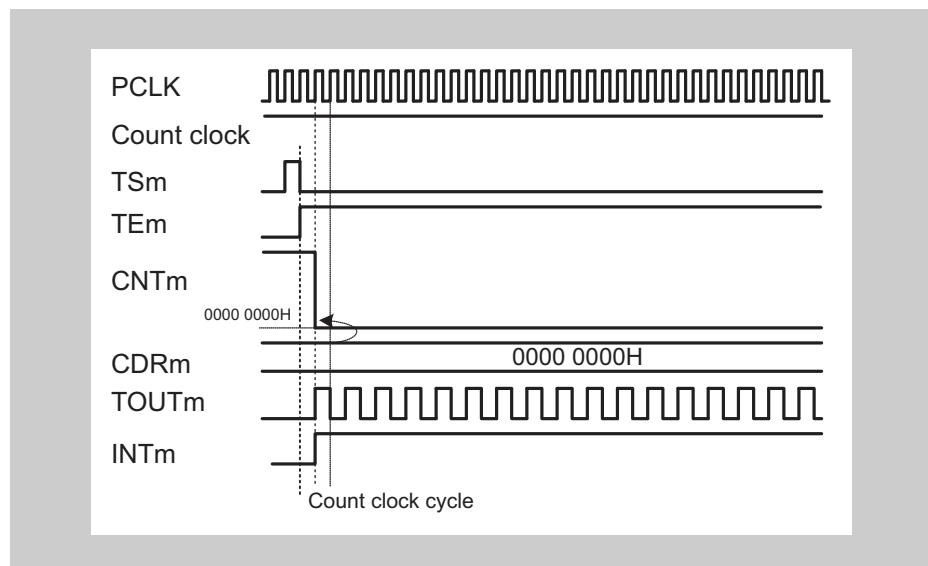 PCLK
Count clock
TSm
TEm
CNTm
0000 0000H
CDRm
0000 0000H
TOUTm
INTm
Count clock cycle